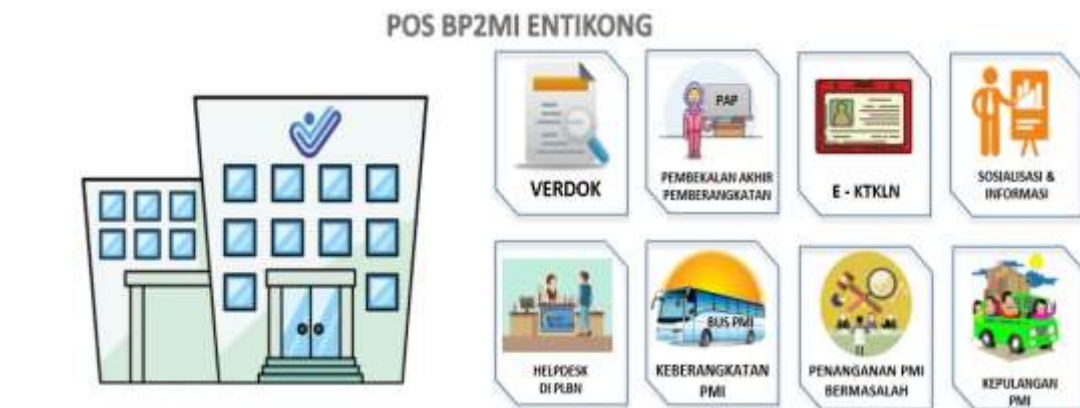 POS BP2MI ENTIKONG
VERDOK
PAP
PEMBEKALAN AKHIR
PEMBERANGKATAN
E - KTKLN
SOSIALISASI &
INFORMASI
HELPDESK
DI PLBN
BUS PMI
KEBERANGKATAN
PMI
PENANGANAN PMI
BERMASALAH
KEPULANGAN
PMI